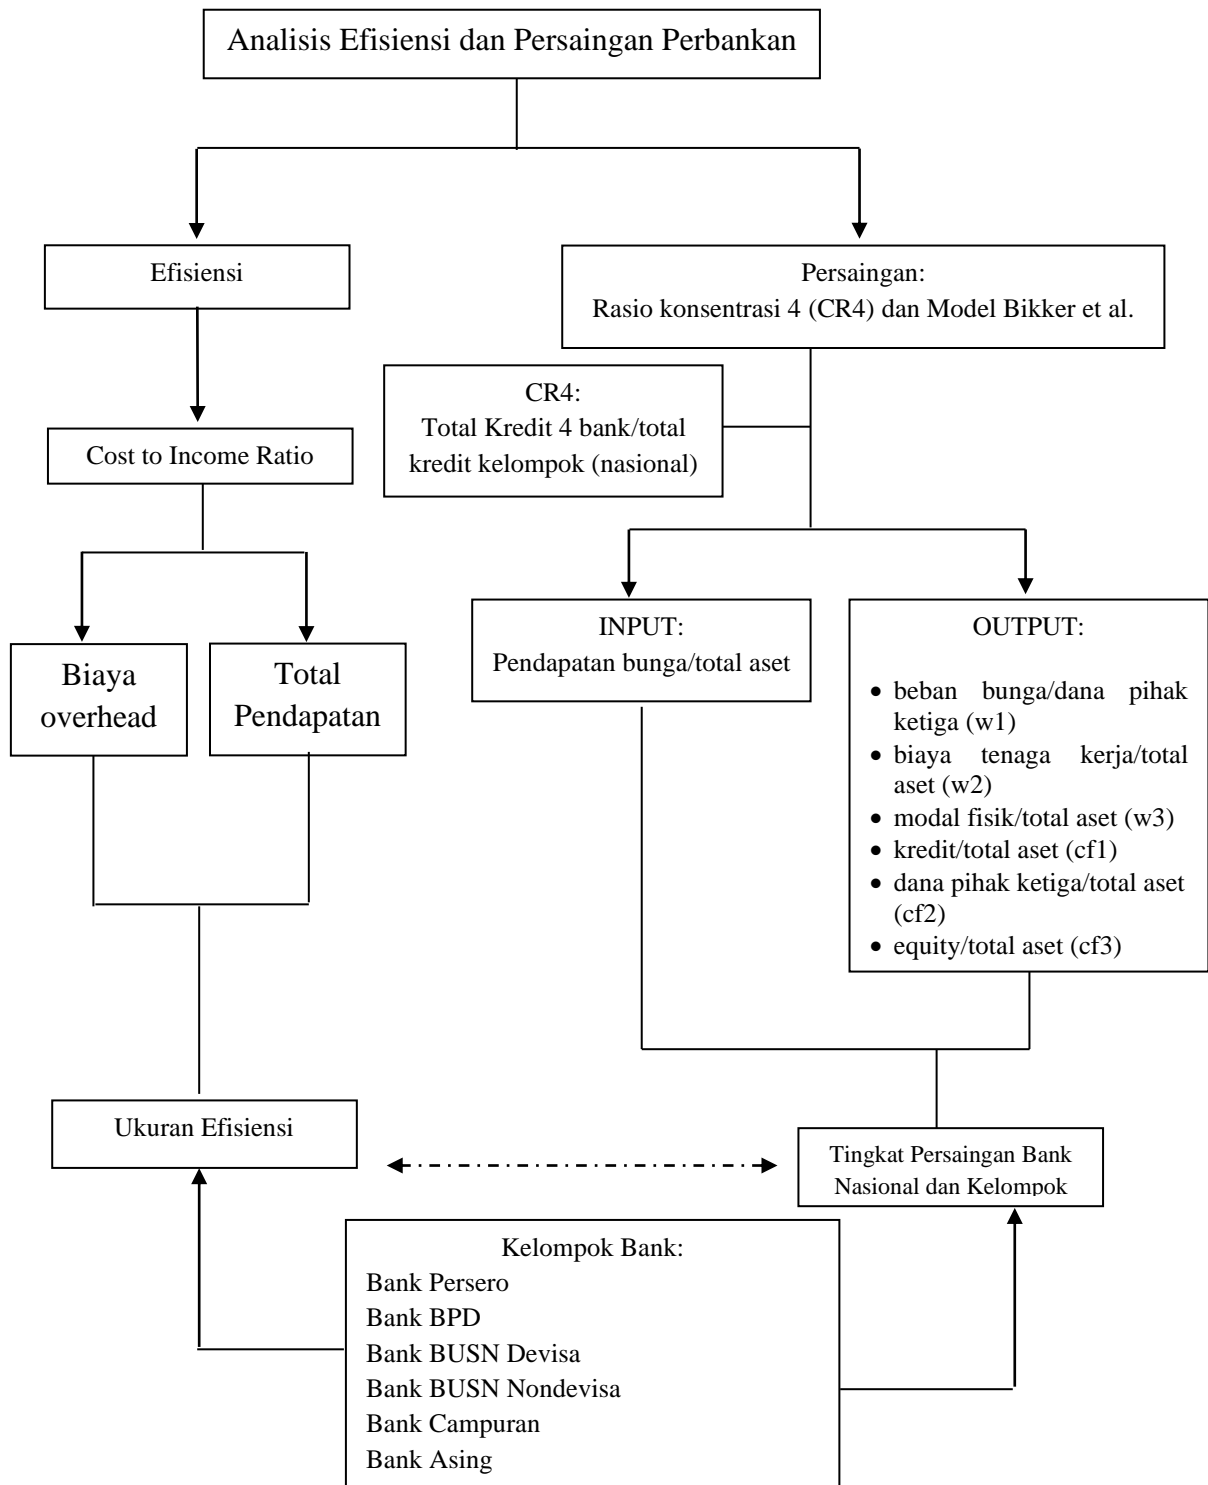 Analisis Efisiensi dan Persaingan Perbankan
Efisiensi
Persaingan:
Rasio konsentrasi 4 (CR4) dan Model Bikker et al.
CR4:
Total Kredit 4 bank/total
kredit kelompok (nasional)
Cost to Income Ratio
Biaya
overhead
Total
Pendapatan
INPUT:
Pendapatan bunga/total aset
OUTPUT:
• beban bunga/dana pihak
ketiga (w1)
• biaya tenaga kerja/total
aset (w2)
• modal fisik/total aset (w3)
• kredit/total aset (cf1)
• dana pihak ketiga/total aset
(cf2)
• equity/total aset (cf3)
Ukuran Efisiensi
Tingkat Persaingan Bank
Nasional dan Kelompok
Kelompok Bank:
Bank Persero
Bank BPD
Bank BUSN Devisa
Bank BUSN Nondevisa
Bank Campuran
Bank Asing